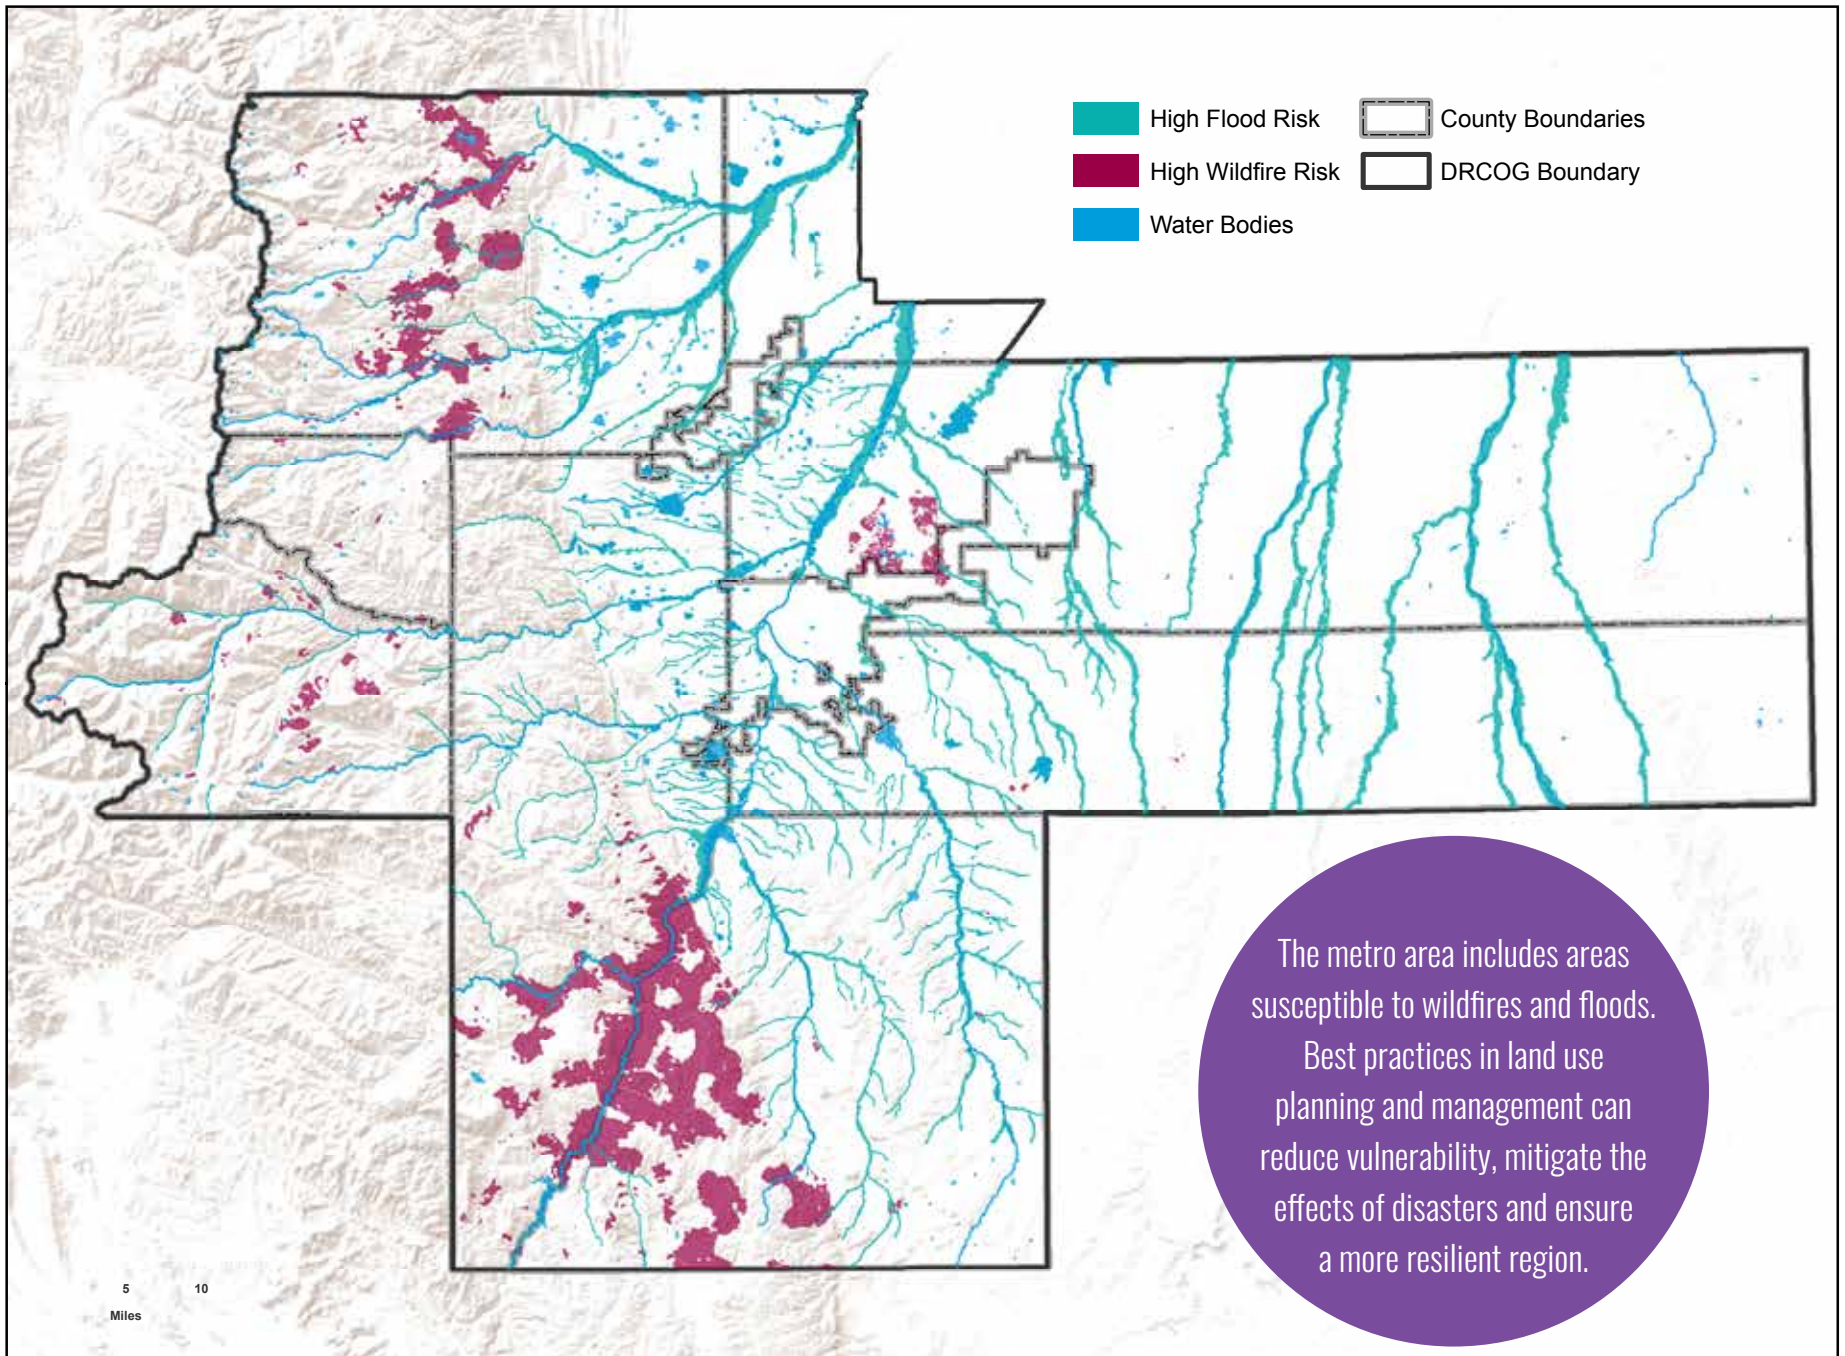 High Flood Risk
County Boundaries
High Wildfire Risk
DRCOG Boundary
Water Bodies
The metro area includes areas
susceptible to wildfires and floods.
Best practices in land use
planning and management can
reduce vulnerability, mitigate the
effects of disasters and ensure
a more resilient region.
5 10
Miles